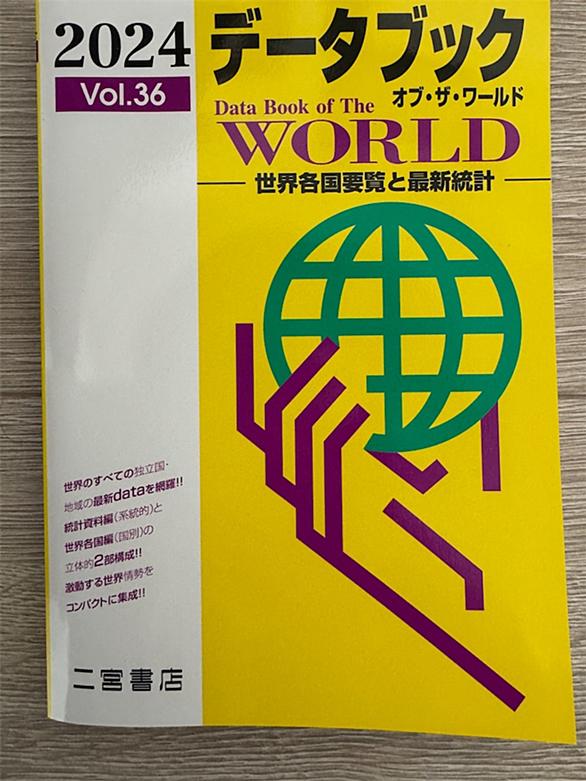 2024
Vol.36
データブック
オブ・ザ・ワールド
Data Book of The
WORLD
世界各国要覧と最新統計
世界のすべての独立国・
地域の最新dataを網羅!!
統計資料編(系統的)と
世界各国編(国別)の
立体的2部構成!!
激動する世界情勢を
コンパクトに集成!!
二宮書店